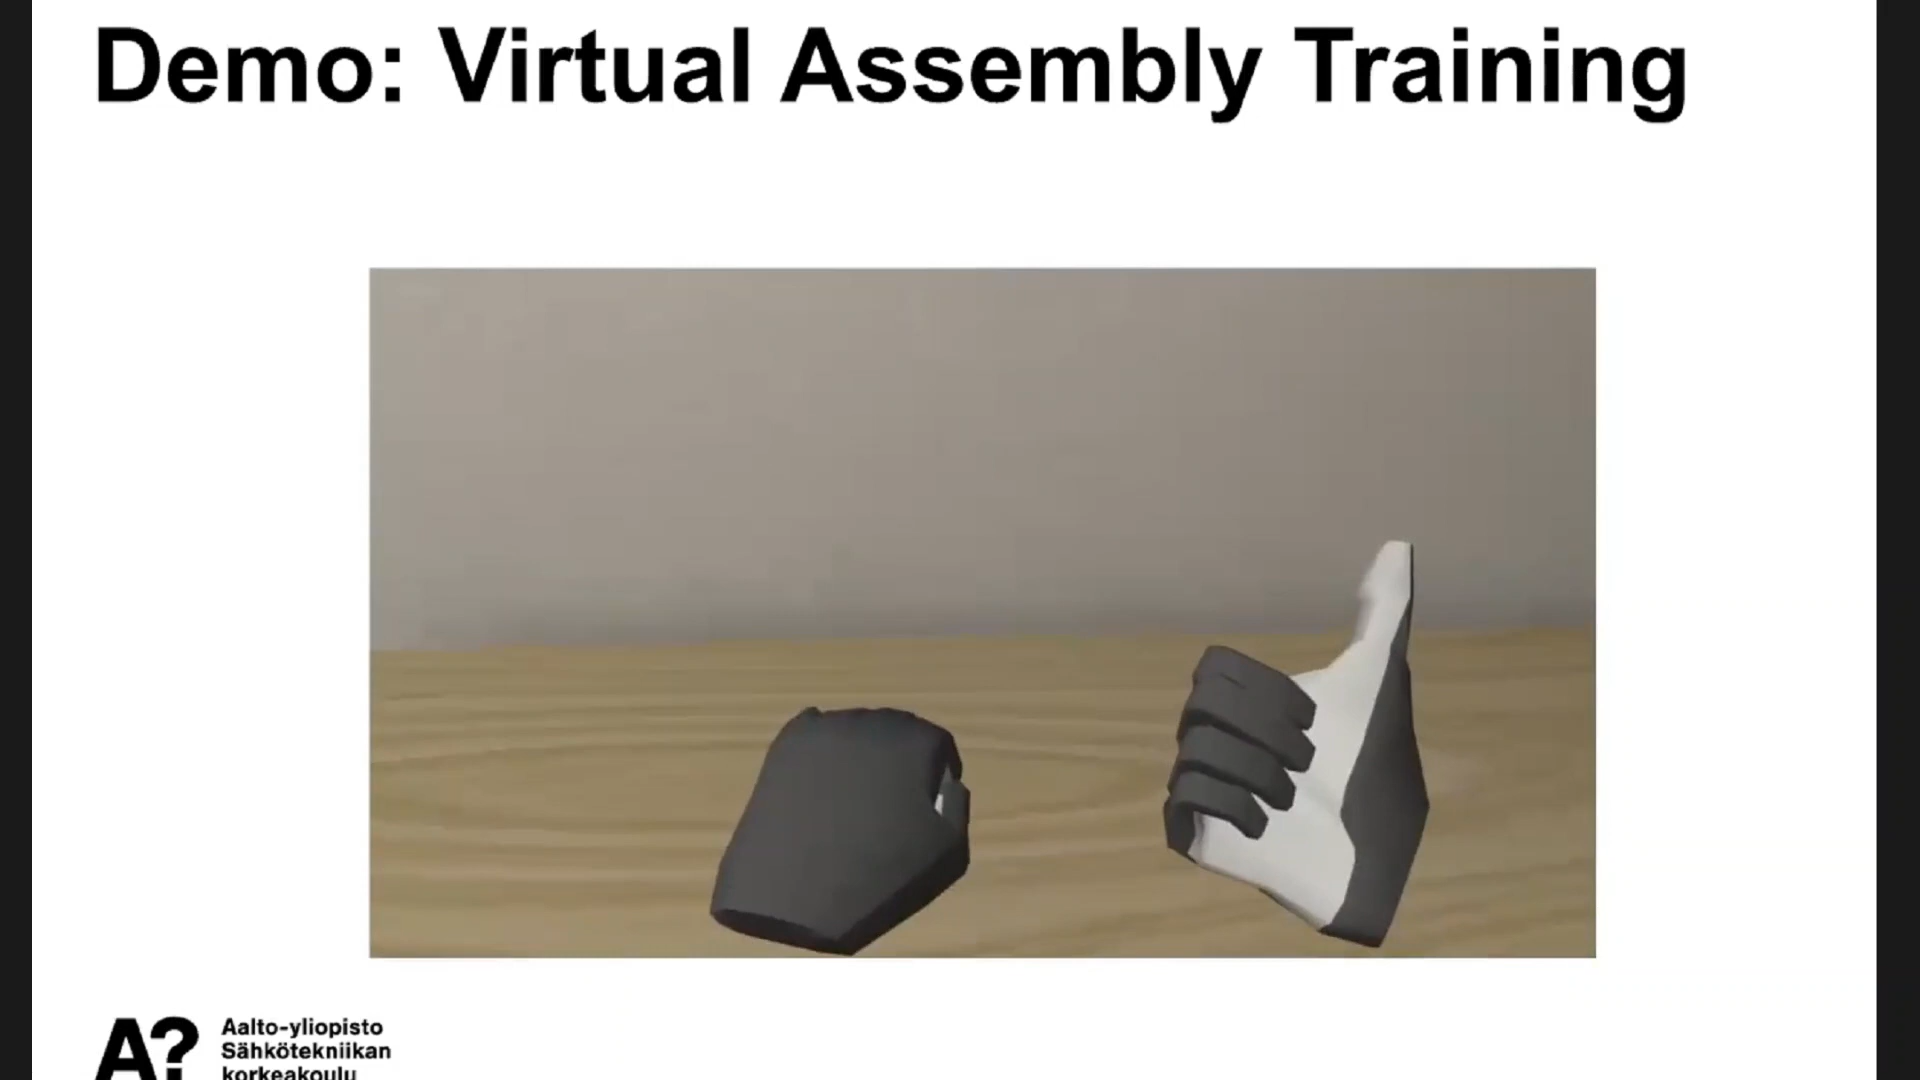 Demo: Virtual Assembly Training
A?
Aalto-yliopisto
Sähkötekniikan
korkeakoulu